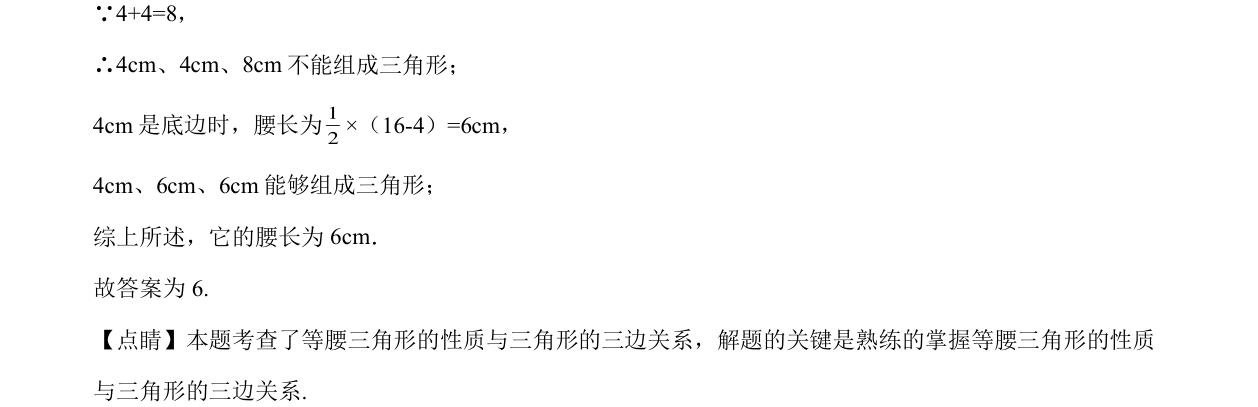 ∵4+4=8，
∴4cm、4cm、8cm 不能组成三角形；
4cm 是底边时，腰长为$\frac{1}{2}$×（16-4）=6cm，
4cm、6cm、6cm 能够组成三角形；
综上所述，它的腰长为 6cm．
故答案为 6.
【点睛】本题考查了等腰三角形的性质与三角形的三边关系，解题的关键是熟练的掌握等腰三角形的性质
与三角形的三边关系.